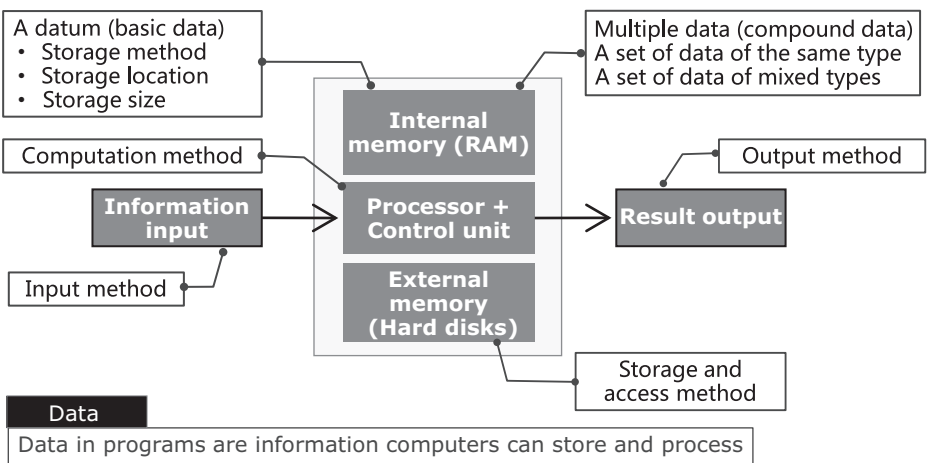 A datum (basic data)
• Storage method
• Storage location
• Storage size
Multiple data (compound data)
A set of data of the same type
A set of data of mixed types
Internal
memory (RAM)
Computation method
Output method
Information
input
Processor +
Control unit
Result output
Input method
External
memory
(Hard disks)
Storage and
access method
Data
Data in programs are information computers can store and process